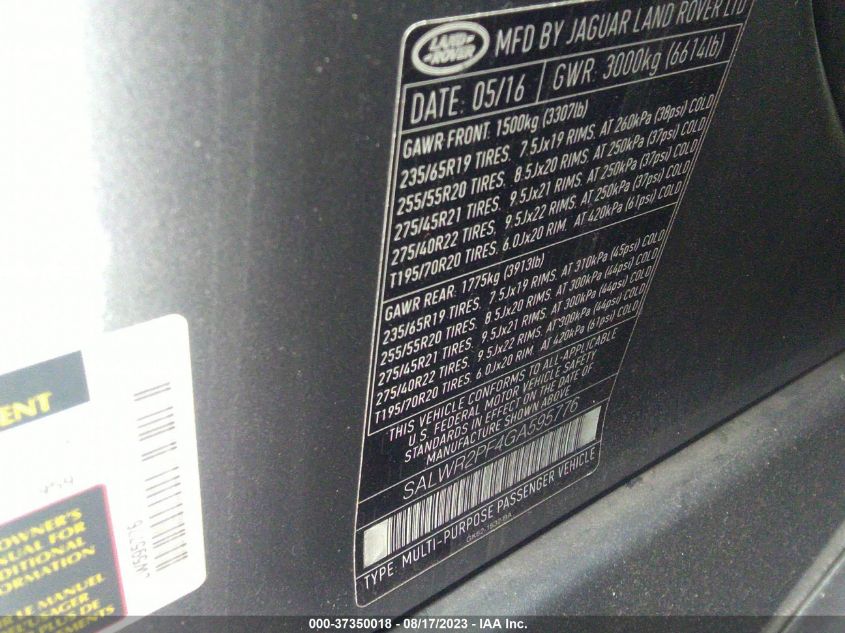 LAND ROVER
MFD BY JAGUAR LAND ROVER LTD
DATE: 05/16
GWR: 3000kg (6614lb)
GAWR FRONT: 1500kg (3307lb)
235/65R19 TIRES, 7.5Jx19 RIMS, AT 260kPa (38psi) COLD
255/55R20 TIRES, 8.5Jx20 RIMS, AT 250kPa (37psi) COLD
275/45R21 TIRES, 9.5Jx21 RIMS, AT 250kPa (37psi) COLD
275/40R22 TIRES, 9.5Jx22 RIMS, AT 250kPa (37psi) COLD
T195/70R20 TIRES, 6.0Jx20 RIM, AT 420kPa (61psi) COLD
GAWR REAR: 1775kg (3913lb)
235/65R19 TIRES, 7.5Jx19 RIMS, AT 310kPa (45psi) COLD
255/55R20 TIRES, 8.5Jx20 RIMS, AT 300kPa (44psi) COLD
275/45R21 TIRES, 9.5Jx21 RIMS, AT 300kPa (44psi) COLD
275/40R22 TIRES, 9.5Jx22 RIMS, AT 300kPa (44psi) COLD
T195/70R20 TIRES, 6.0Jx20 RIM, AT 420kPa (61psi) COLD
THIS VEHICLE CONFORMS TO ALL APPLICABLE
U.S. FEDERAL MOTOR VEHICLE SAFETY
STANDARDS IN EFFECT ON THE DATE OF
MANUFACTURE SHOWN ABOVE
SALWR2PF4GA595776
TYPE: MULTI-PURPOSE PASSENGER VEHICLE
ENT
OWNER'S
FOR
INFORMATION
LE MANUEL
PLUS DE
000-37350018 - 08/17/2023 - IAA Inc.